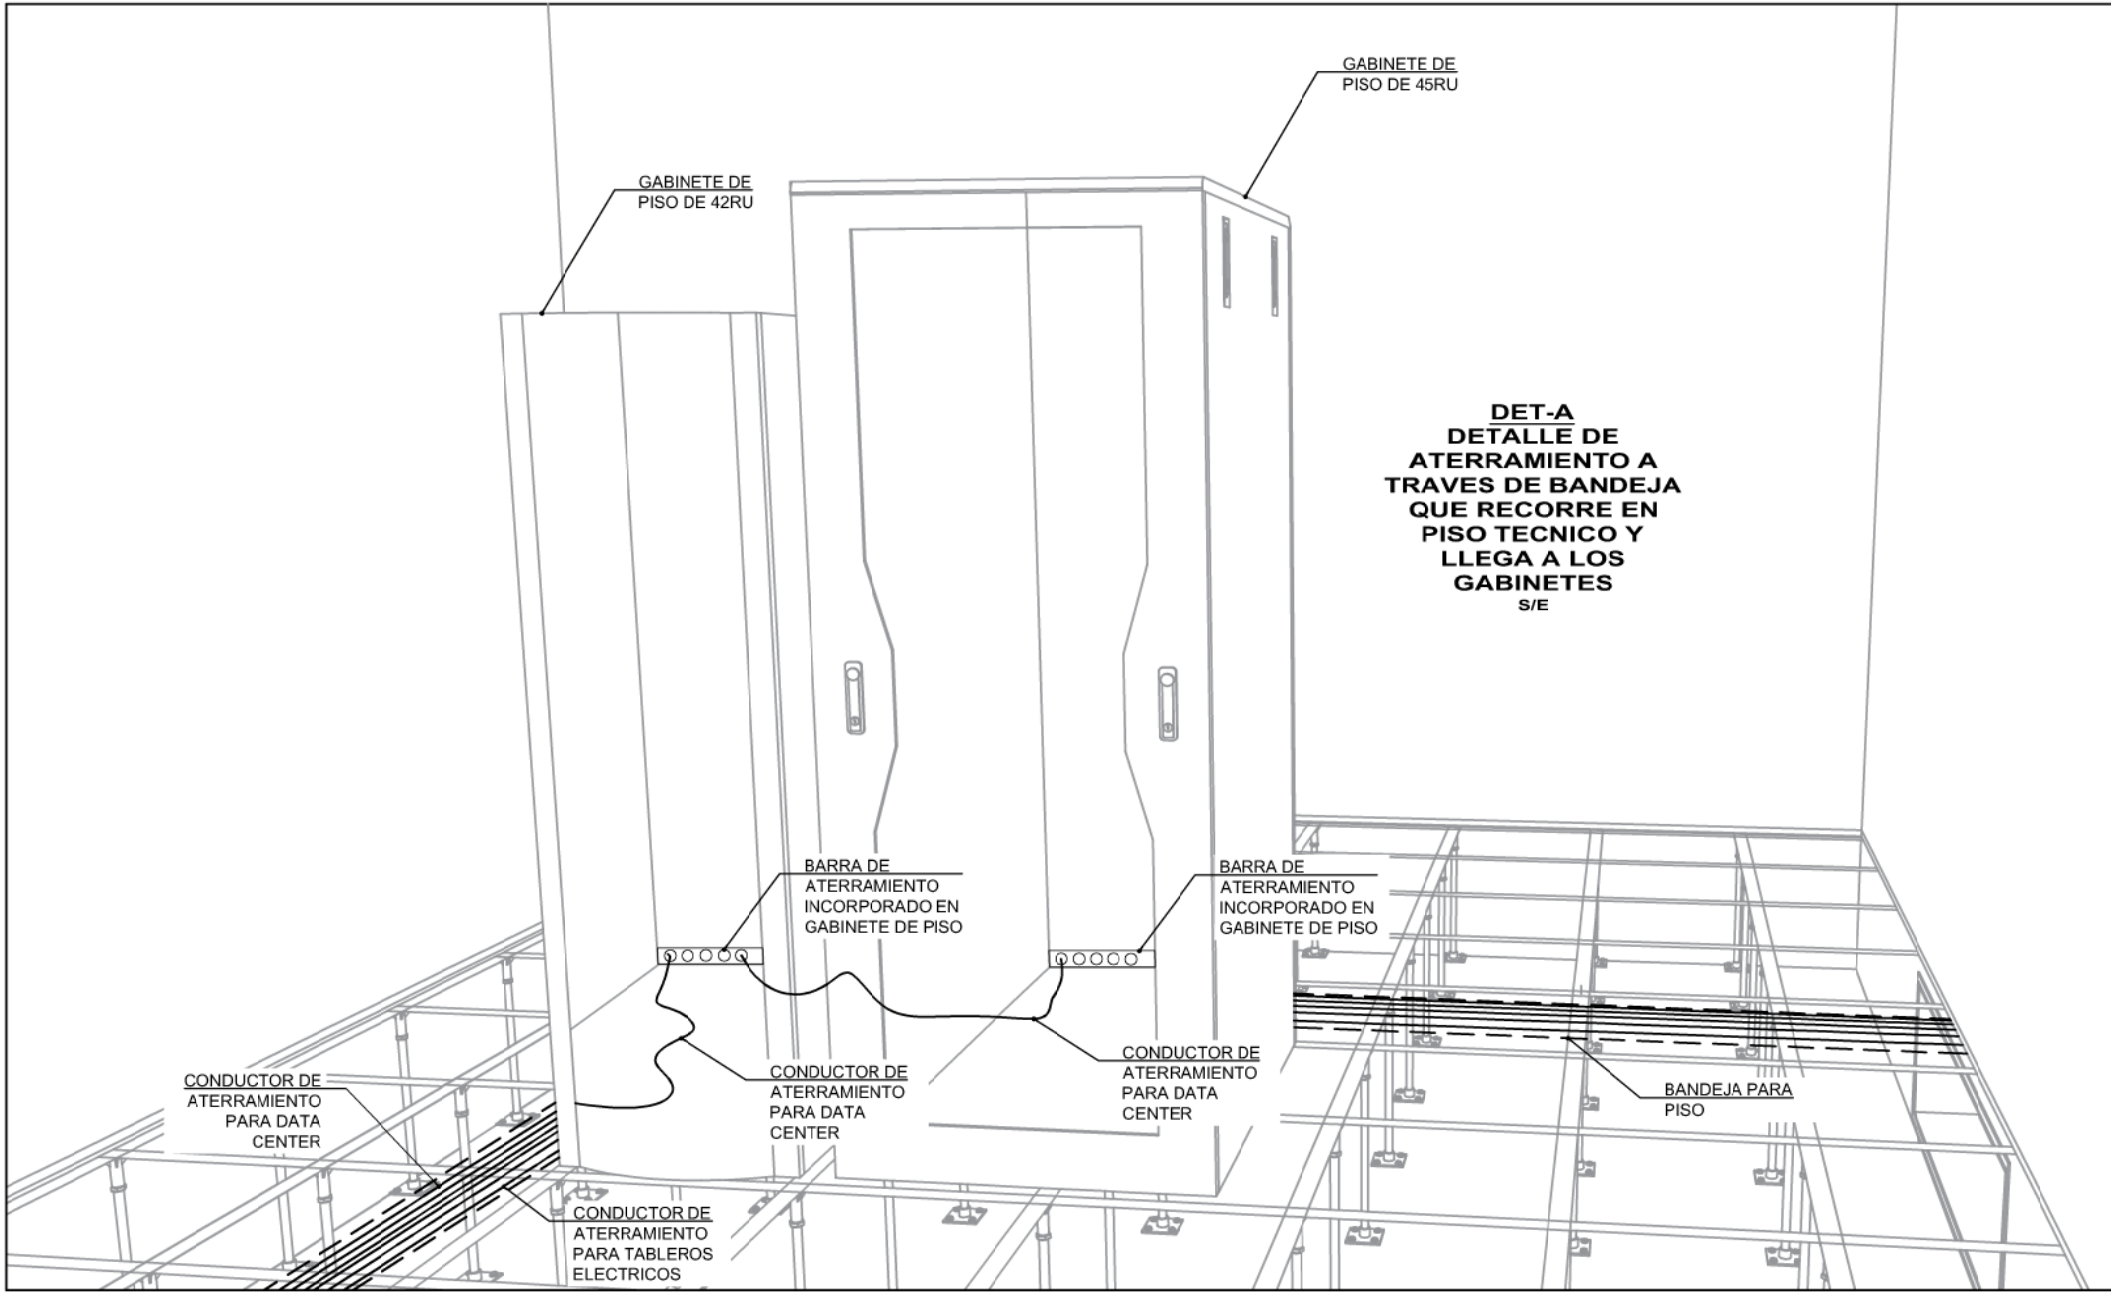 GABINETE DE
PISO DE 45RU
GABINETE DE
PISO DE 42RU
DET-A
DETALLE DE
ATERRAMIENTO A
TRAVES DE BANDEJA
QUE RECORRE EN
PISO TECNICO Y
LLEGA A LOS
GABINETES
S/E
BARRA DE
ATERRAMIENTO
INCORPORADO EN
GABINETE DE PISO
BARRA DE
ATERRAMIENTO
INCORPORADO EN
GABINETE DE PISO
CONDUCTOR DE
ATERRAMIENTO
PARA DATA
CENTER
CONDUCTOR DE
ATERRAMIENTO
PARA DATA
CENTER
CONDUCTOR DE
ATERRAMIENTO
PARA DATA
CENTER
BANDEJA PARA
PISO
CONDUCTOR DE
ATERRAMIENTO
PARA TABLEROS
ELECTRICOS